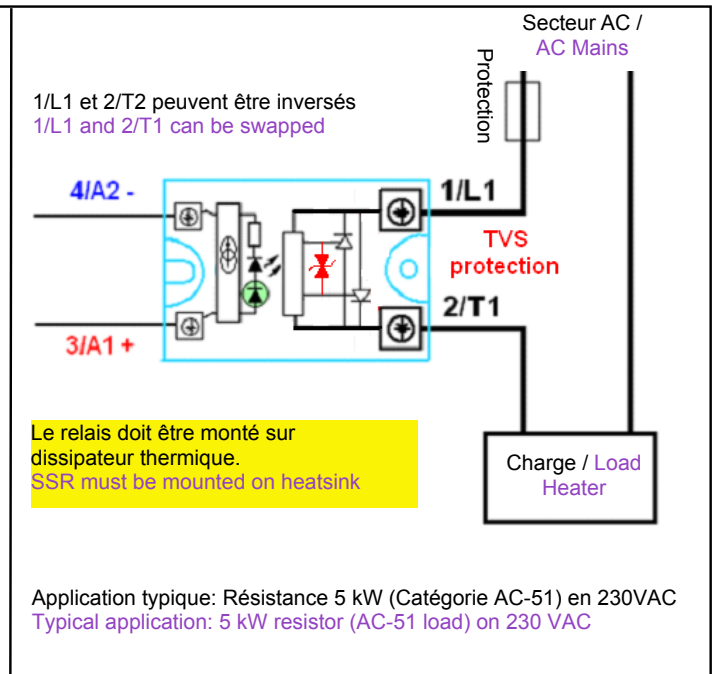 Secteur AC /
AC Mains
Protection
1/L1 et 2/T2 peuvent être inversés
1/L1 and 2/T1 can be swapped
4/A2 -
1/L1
TVS
protection
2/T1
3/A1 +
Le relais doit être monté sur
dissipateur thermique.
SSR must be mounted on heatsink
Charge / Load
Heater
Application typique: Résistance 5 kW (Catégorie AC-51) en 230VAC
Typical application: 5 kW resistor (AC-51 load) on 230 VAC